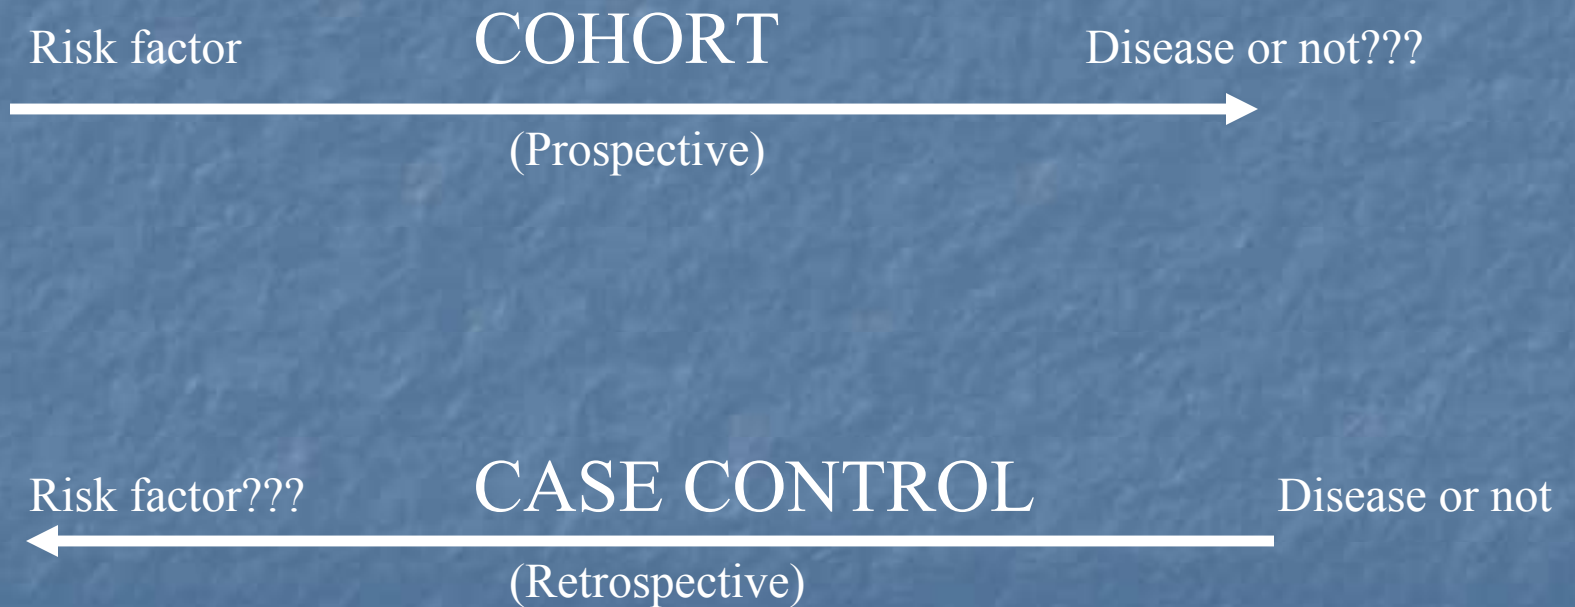 Risk factor COHORT Disease or not???
(Prospective)
Risk factor??? CASE CONTROL Disease or not
(Retrospective)